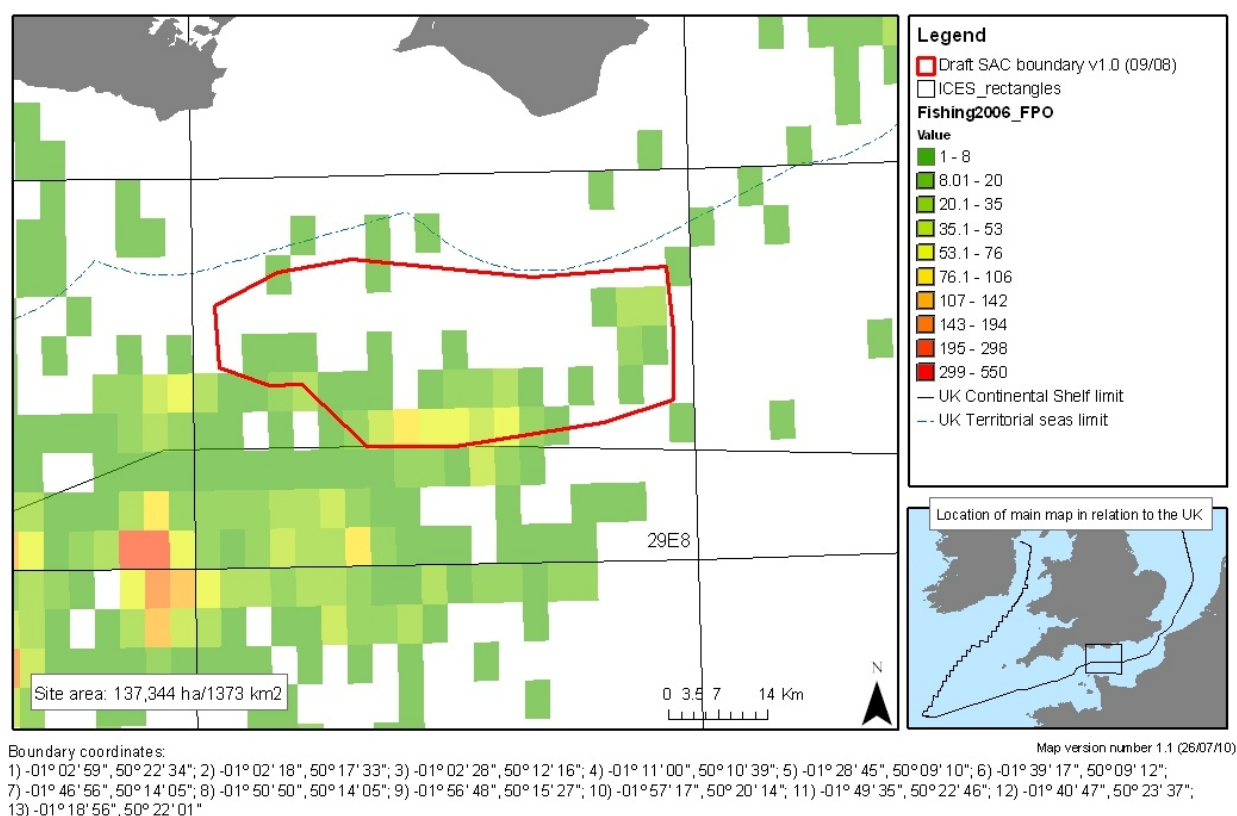 Legend
Draft SAC boundary v1.0 (09/08)
ICES_rectangles
Fishing2006_FPO
Value
1 - 8
8.01 - 20
20.1 - 35
35.1 - 53
53.1 - 76
76.1 - 106
107 - 142
143 - 194
195 - 298
299 - 550
UK Continental Shelf limit
UK Territorial seas limit
29E8
Site area: 137,344 ha/1373 km2
0 3.5 7 14 Km
N
Location of main map in relation to the UK
Map version number 1.1 (26/07/10)
Boundary coordinates:
1) -01° 02' 59", 50° 22' 34"; 2) -01° 02' 18", 50° 17' 33"; 3) -01° 02' 28", 50° 12' 16"; 4) -01° 11' 00", 50° 10' 39"; 5) -01° 28' 45", 50° 09' 10"; 6) -01° 39' 17", 50° 09' 12";
7) -01° 46' 56", 50° 14' 05"; 8) -01° 50' 50", 50° 14' 05"; 9) -01° 56' 48", 50° 15' 27"; 10) -01° 57' 17", 50° 20' 14"; 11) -01° 49' 35", 50° 22' 46"; 12) -01° 40' 47", 50° 23' 37";
13) -01° 18' 56", 50° 22' 01"